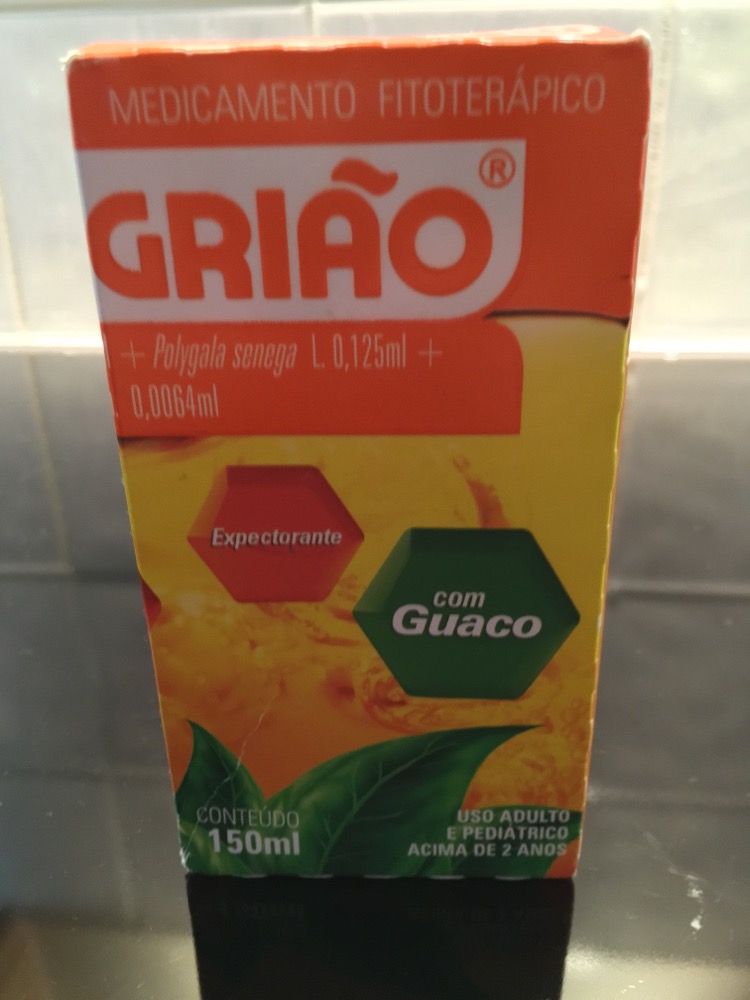 MEDICAMENTO FITOTERÁPICO
GRIÃO®
+ Polygala senega L. 0,125ml +
0,0064ml
Expectorante
com
Guaco
CONTEÚDO
150ml
USO ADULTO
E PEDIÁTRICO
ACIMA DE 2 ANOS